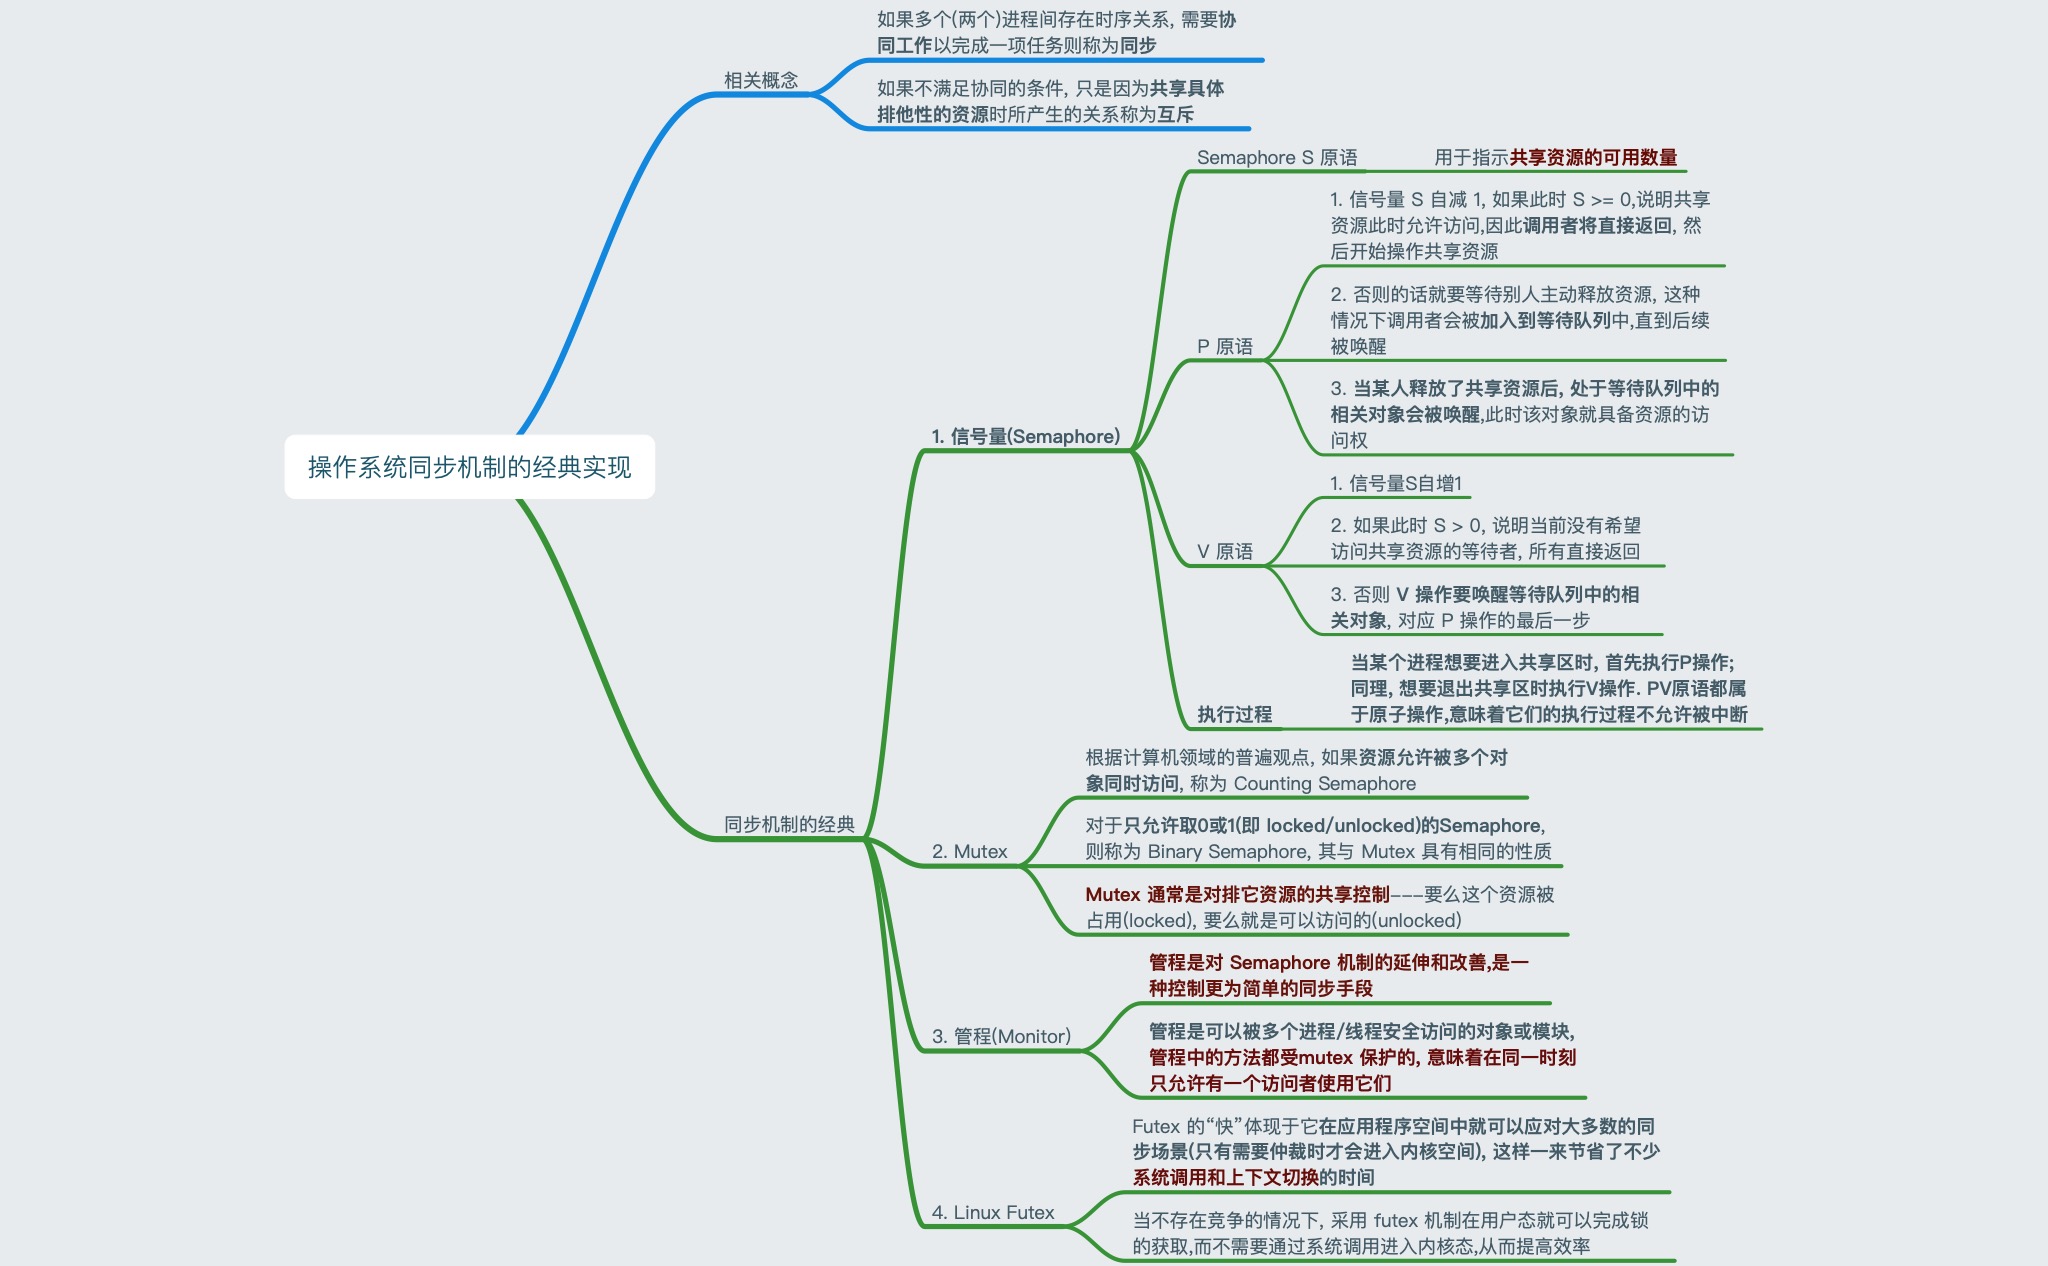 如果多个(两个)进程间存在时序关系, 需要协
同工作以完成一项任务则称为同步
相关概念
如果不满足协同的条件, 只是因为共享具体
排他性的资源时所产生的关系称为互斥
Semaphore S 原语
用于指示共享资源的可用数量
1. 信号量 S 自减 1, 如果此时 S >= 0,说明共享
资源此时允许访问,因此调用者将直接返回, 然
后开始操作共享资源
2. 否则的话就要等待别人主动释放资源, 这种
情况下调用者会被加入到等待队列中,直到后续
被唤醒
P 原语
3. 当某人释放了共享资源后, 处于等待队列中的
相关对象会被唤醒,此时该对象就具备资源的访
问权
1. 信号量(Semaphore)
操作系统同步机制的经典实现
1. 信号量S自增1
2. 如果此时 S > 0, 说明当前没有希望
访问共享资源的等待者, 所有直接返回
V 原语
3. 否则 V 操作要唤醒等待队列中的相
关对象, 对应 P 操作的最后一步
当某个进程想要进入共享区时, 首先执行P操作;
同理, 想要退出共享区时执行V操作. PV原语都属
于原子操作,意味着它们的执行过程不允许被中断
执行过程
根据计算机领域的普遍观点, 如果资源允许被多个对
象同时访问, 称为 Counting Semaphore
同步机制的经典
对于只允许取0或1(即 locked/unlocked)的Semaphore,
则称为 Binary Semaphore, 其与 Mutex 具有相同的性质
2. Mutex
Mutex 通常是对排它资源的共享控制---要么这个资源被
占用(locked), 要么就是可以访问的(unlocked)
管程是对 Semaphore 机制的延伸和改善,是一
种控制更为简单的同步手段
3. 管程(Monitor)
管程是可以被多个进程/线程安全访问的对象或模块,
管程中的方法都受mutex 保护的, 意味着在同一时刻
只允许有一个访问者使用它们
Futex 的“快”体现于它在应用程序空间中就可以应对大多数的同
步场景(只有需要仲裁时才会进入内核空间), 这样一来节省了不少
系统调用和上下文切换的时间
4. Linux Futex
当不存在竞争的情况下, 采用 futex 机制在用户态就可以完成锁
的获取,而不需要通过系统调用进入内核态,从而提高效率